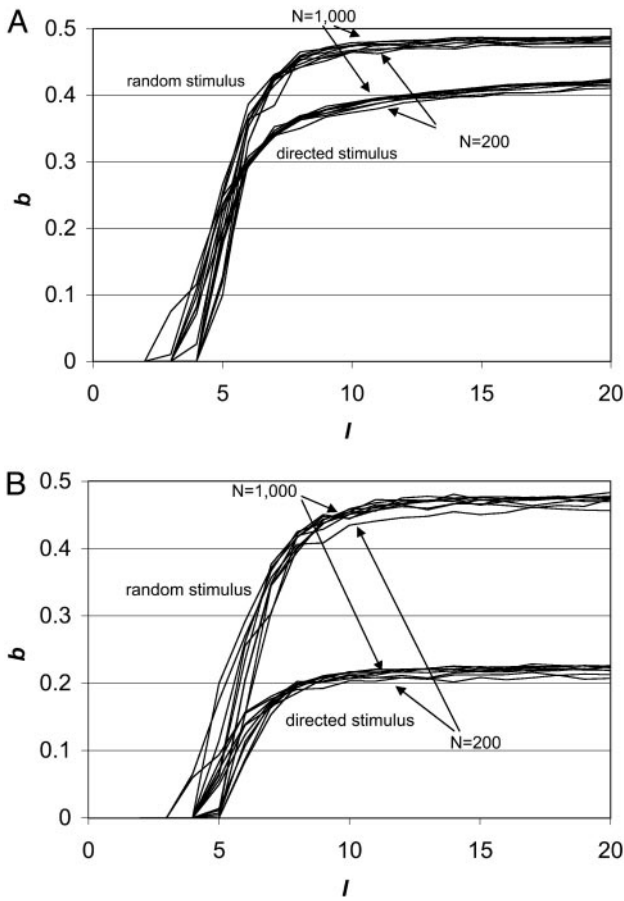 A
0.5
N=1,000
random stimulus
0.4
N=200
0.3
directed stimulus
b
0.2
0.1
0
0 5 10 15 20
l
B
0.5
N=1,000
0.4
random stimulus
0.3
b
0.2
directed stimulus
N=200
0.1
0
0 5 10 15 20
l